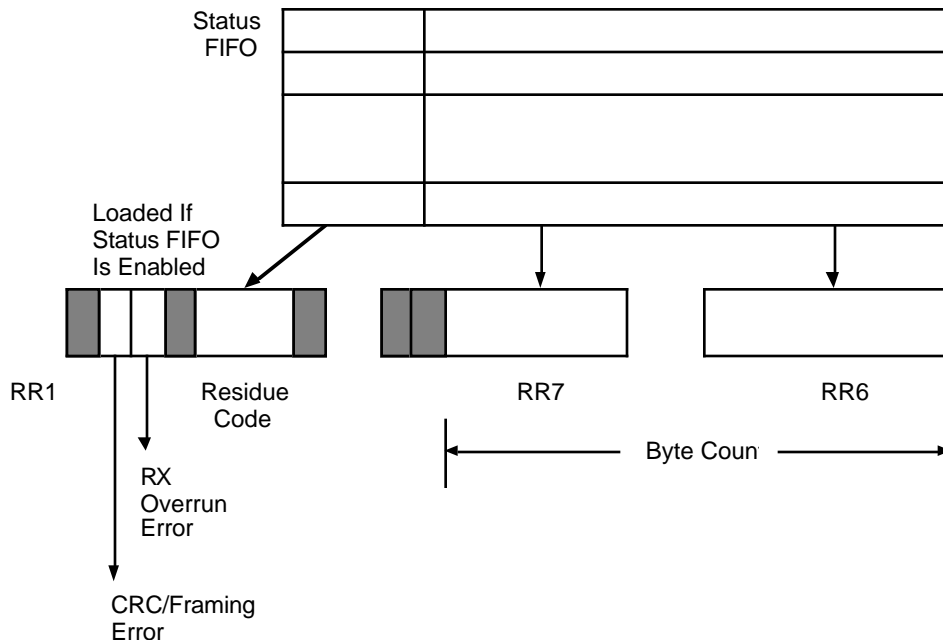 Status
FIFO
Loaded If
Status FIFO
Is Enabled
RR1
Residue
Code
RR7
RR6
Byte Coun
RX
Overrun
Error
CRC/Framing
Error